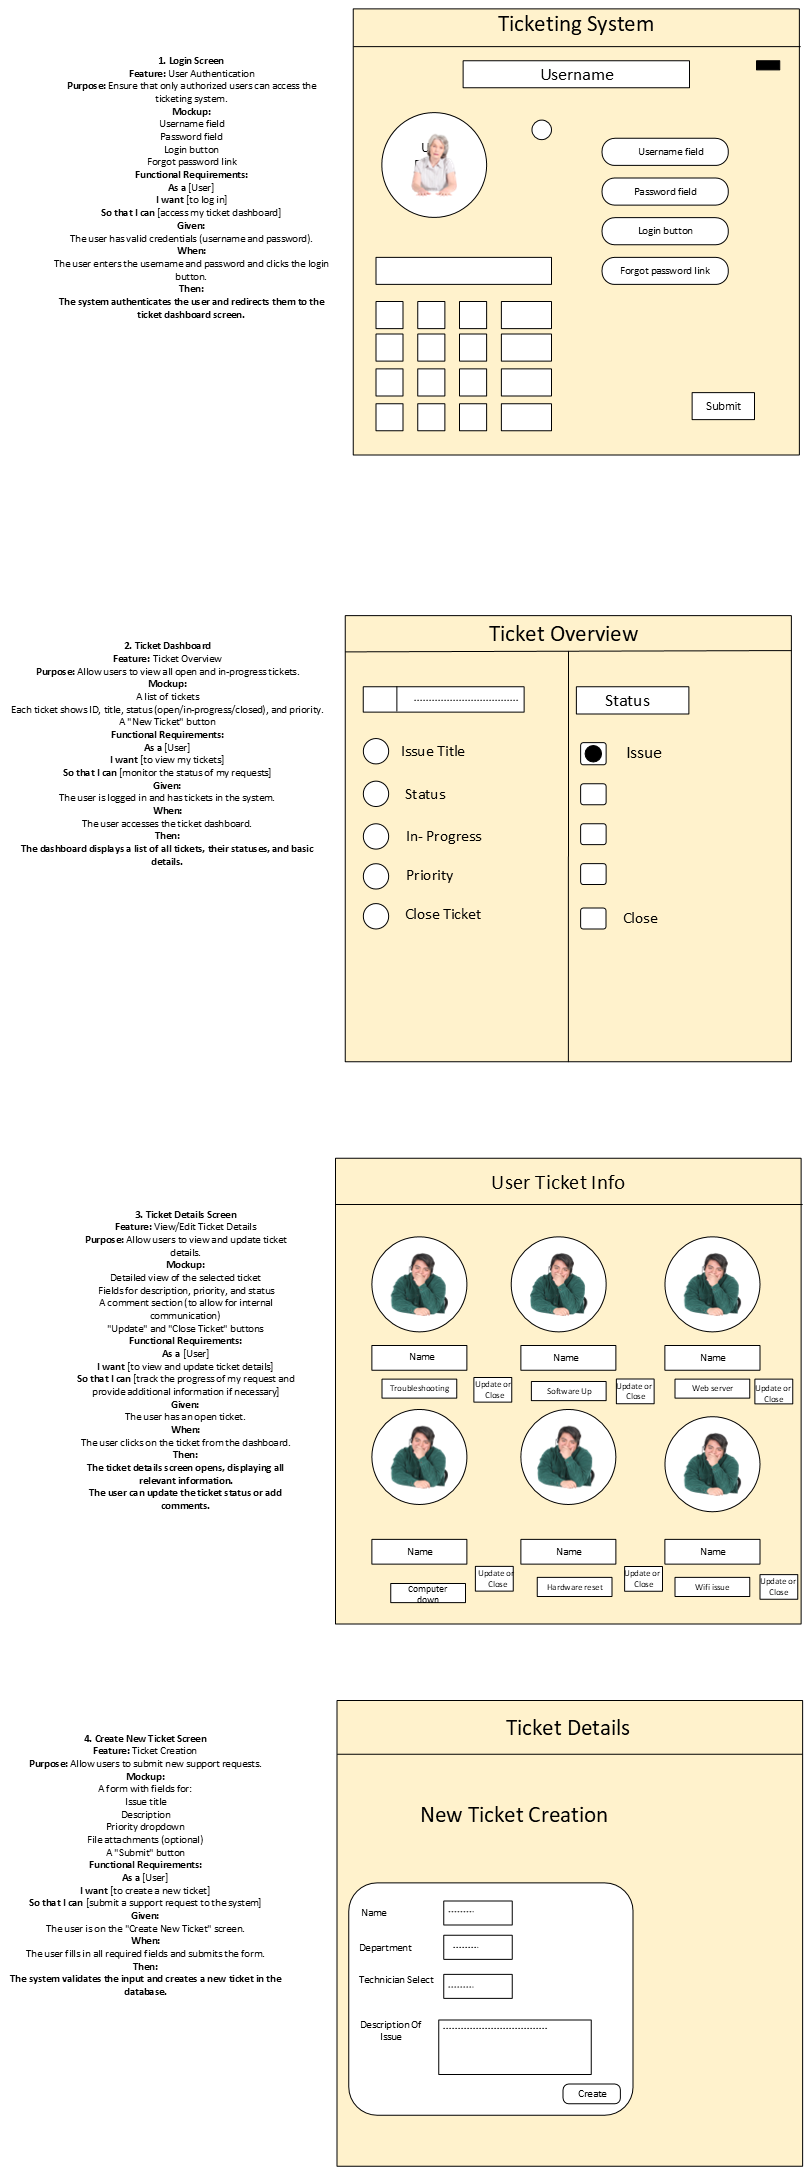 Ticketing System
1. Login Screen
Feature: User Authentication
Purpose: Ensure that only authorized users can access the
ticketing system.
Mockup:
Username field
Password field
Login button
Forgot password link
Functional Requirements:
As a [User]
I want [to log in]
So that I can [access my ticket dashboard]
Given:
The user has valid credentials (username and password).
When:
The user enters the username and password and clicks the login
button.
Then:
The system authenticates the user and redirects them to the
ticket dashboard screen.
Username
Username field
Password field
Login button
Forgot password link
Submit
Ticket Overview
2. Ticket Dashboard
Feature: Ticket Overview
Purpose: Allow users to view all open and in-progress tickets.
Mockup:
A list of tickets
Each ticket shows ID, title, status (open/in-progress/closed), and priority.
A "New Ticket" button
Functional Requirements:
As a [User]
I want [to view my tickets]
So that I can [monitor the status of my requests]
Given:
The user is logged in and has tickets in the system.
When:
The user accesses the ticket dashboard.
Then:
The dashboard displays a list of all tickets, their statuses, and basic
details.
Issue Title
Status
In- Progress
Priority
Close Ticket
Status
Issue
Close
User Ticket Info
3. Ticket Details Screen
Feature: View/Edit Ticket Details
Purpose: Allow users to view and update ticket
details.
Mockup:
Detailed view of the selected ticket
Fields for description, priority, and status
A comment section (to allow for internal
communication)
"Update" and "Close Ticket" buttons
Functional Requirements:
As a [User]
I want [to view and update ticket details]
So that I can [track the progress of my request and
provide additional information if necessary]
Given:
The user has an open ticket.
When:
The user clicks on the ticket from the dashboard.
Then:
The ticket details screen opens, displaying all
relevant information.
The user can update the ticket status or add
comments.
Name
Name
Name
Troubleshooting
Update or
Close
Software Up
Update or
Close
Web server
Update or
Close
Name
Name
Name
Computer
down
Update or
Close
Hardware reset
Update or
Close
Wifi issue
Update or
Close
Ticket Details
4. Create New Ticket Screen
Feature: Ticket Creation
Purpose: Allow users to submit new support requests.
Mockup:
A form with fields for:
Issue title
Description
Priority dropdown
File attachments (optional)
A "Submit" button
Functional Requirements:
As a [User]
I want [to create a new ticket]
So that I can [submit a support request to the system]
Given:
The user is on the "Create New Ticket" screen.
When:
The user fills in all required fields and submits the form.
Then:
The system validates the input and creates a new ticket in the
database.
New Ticket Creation
Name
Department
Technician Select
Description Of
Issue
Create